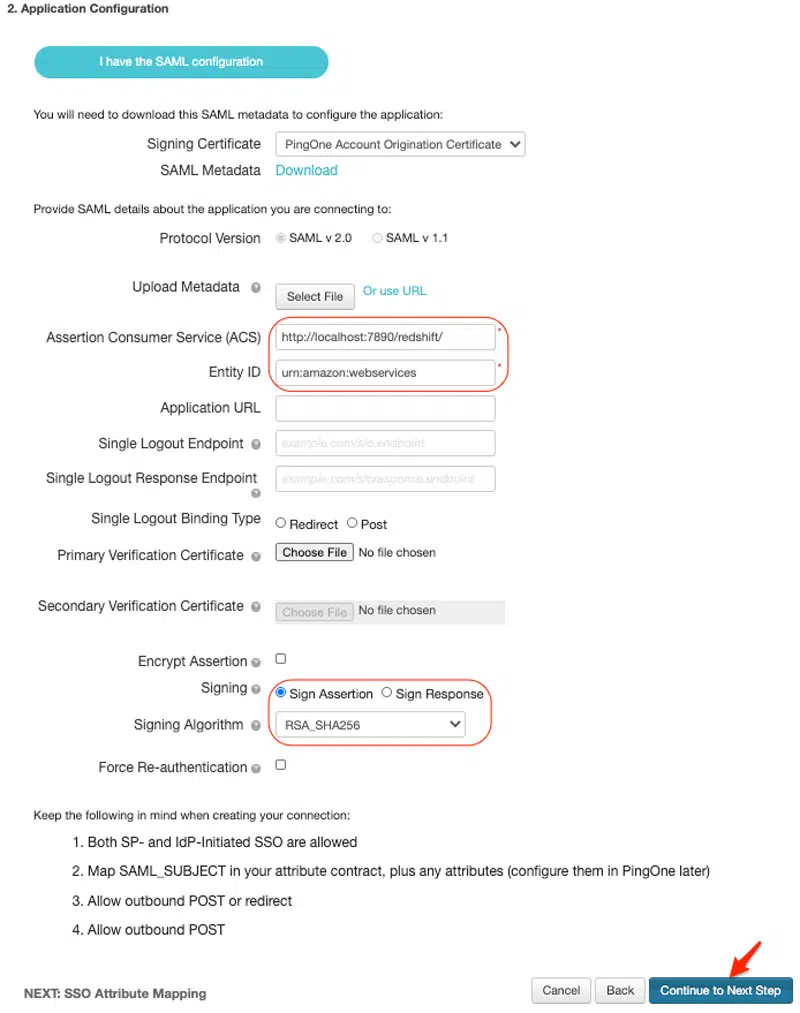 2. Application Configuration
I have the SAML configuration
You will need to download this SAML metadata to configure the application:
Signing Certificate PingOne Account Origination Certificate
SAML Metadata Download
Provide SAML details about the application you are connecting to:
Protocol Version SAML v 2.0 SAML v 1.1
Upload Metadata ? Select File Or use URL
Assertion Consumer Service (ACS) http://localhost:7890/redshift/ *
Entity ID urn:amazon:webservices *
Application URL
Single Logout Endpoint ? example.com/slo.endpoint
Single Logout Response Endpoint ? example.com/sloresponse.endpoint
Single Logout Binding Type Redirect Post
Primary Verification Certificate ? Choose File No file chosen
Secondary Verification Certificate ? Choose File No file chosen
Encrypt Assertion ?
Signing ? Sign Assertion Sign Response
Signing Algorithm ? RSA_SHA256
Force Re-authentication ?
Keep the following in mind when creating your connection:
1. Both SP- and IdP-Initiated SSO are allowed
2. Map SAML_SUBJECT in your attribute contract, plus any attributes (configure them in PingOne later)
3. Allow outbound POST or redirect
4. Allow outbound POST
NEXT: SSO Attribute Mapping Cancel Back Continue to Next Step